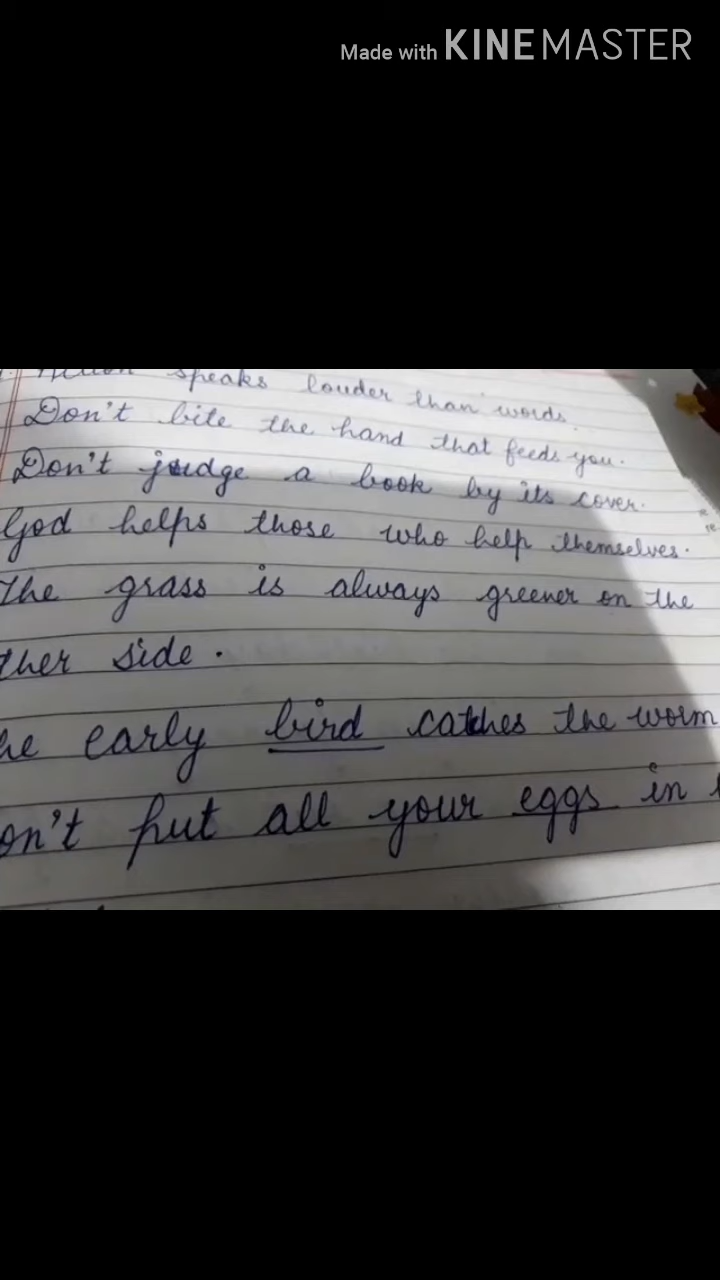 Made with KINEMASTER
Action speaks louder than words.
Don't bite the hand that feeds you.
Don't judge a book by its cover.
God helps those who help themselves.
The grass is always greener on the
ther side.
he early bird catches the worm
on't put all your eggs in